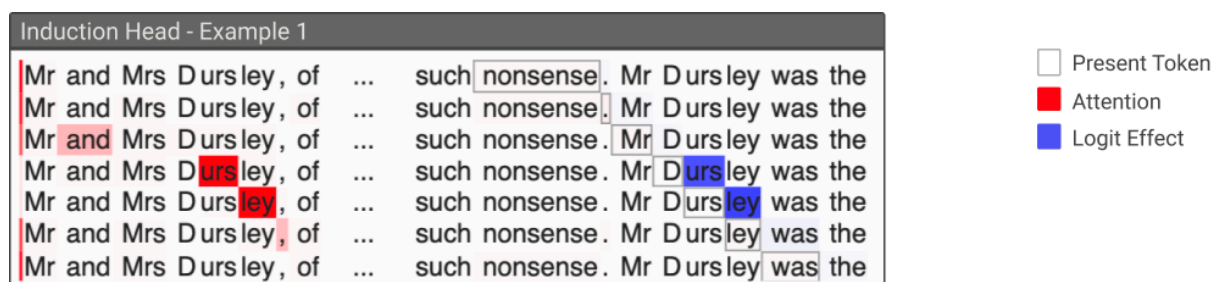 Induction Head - Example 1
Mr and Mrs Dursley, of ... such nonsense. Mr Dursley was the
Mr and Mrs Dursley, of ... such nonsense. Mr Dursley was the
Mr and Mrs Dursley, of ... such nonsense. Mr Dursley was the
Mr and Mrs Dursley, of ... such nonsense. Mr Dursley was the
Mr and Mrs Dursley, of ... such nonsense. Mr Dursley was the
Mr and Mrs Dursley, of ... such nonsense. Mr Dursley was the
Mr and Mrs Dursley, of ... such nonsense. Mr Dursley was the
Present Token
Attention
Logit Effect